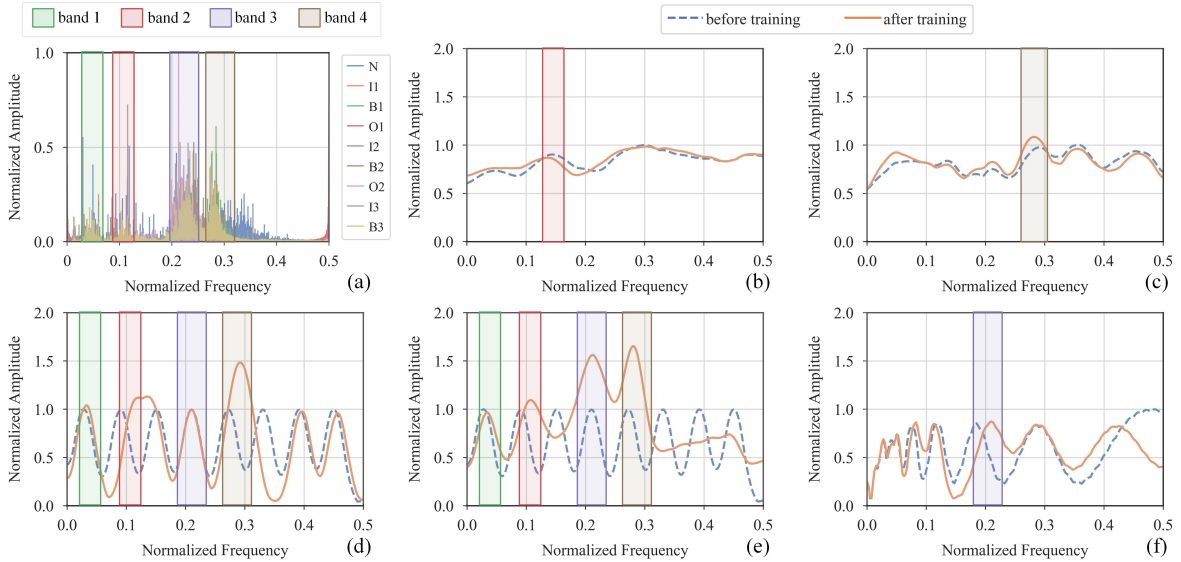 band 1 band 2 band 3 band 4
before training after training
1.0
0.5
0.0
Normalized Amplitude
0 0.1 0.2 0.3 0.4 0.5
Normalized Frequency
(a)
N
I1
B1
O1
I2
B2
O2
I3
B3
2.0
1.5
1.0
0.5
0.0
Normalized Amplitude
0.0 0.1 0.2 0.3 0.4 0.5
Normalized Frequency
(b)
2.0
1.5
1.0
0.5
0.0
Normalized Amplitude
0.0 0.1 0.2 0.3 0.4 0.5
Normalized Frequency
(c)
2.0
1.5
1.0
0.5
0.0
Normalized Amplitude
0.0 0.1 0.2 0.3 0.4 0.5
Normalized Frequency
(d)
2.0
1.5
1.0
0.5
0.0
Normalized Amplitude
0.0 0.1 0.2 0.3 0.4 0.5
Normalized Frequency
(e)
2.0
1.5
1.0
0.5
0.0
Normalized Amplitude
0.0 0.1 0.2 0.3 0.4 0.5
Normalized Frequency
(f)